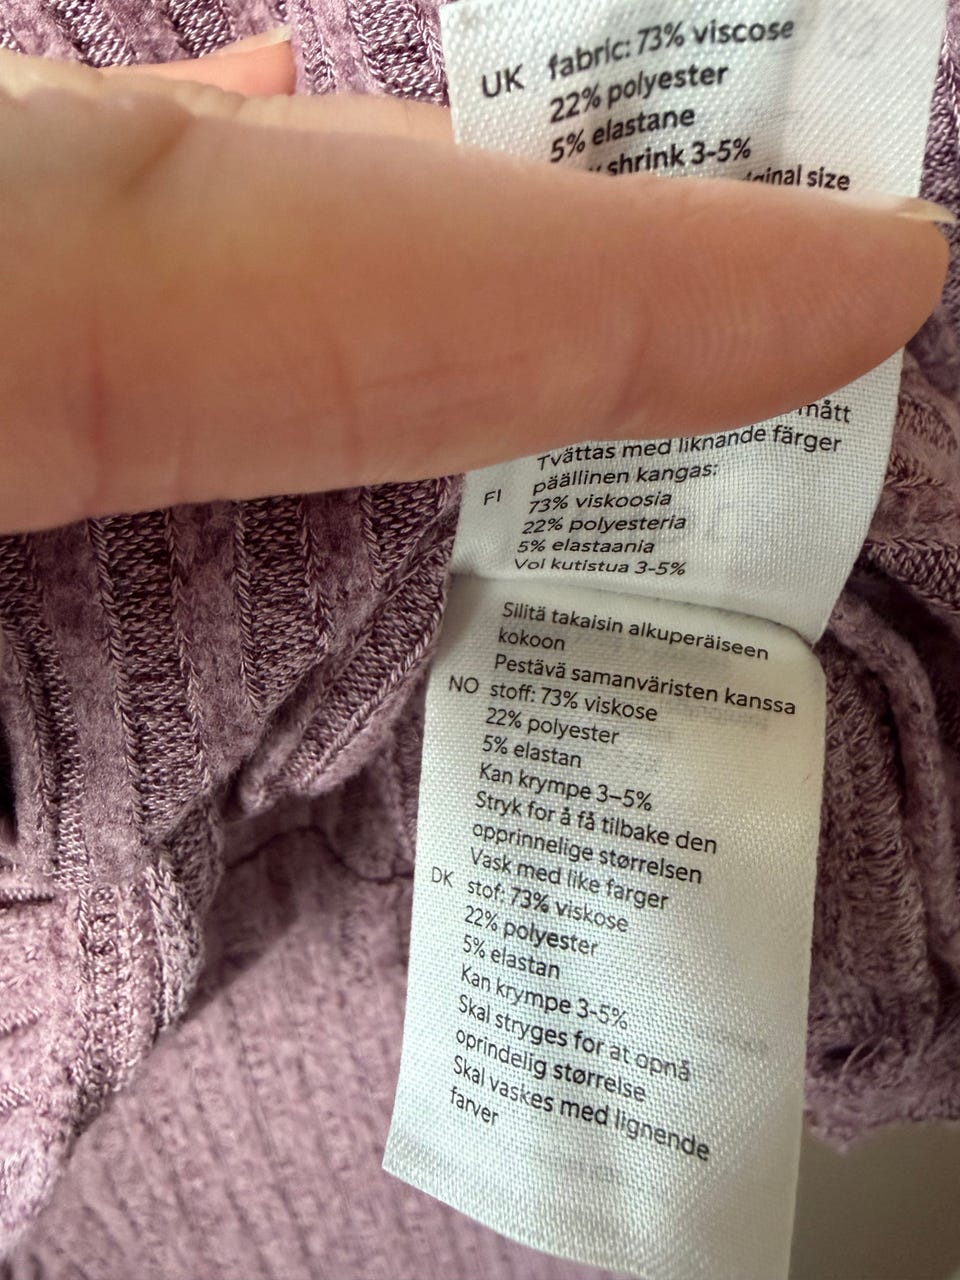 UK fabric: 73% viscose
22% polyester
5% elastane
shrink 3-5%
size
mått
Tvättas med liknande färger
FI päällinen kangas:
73% viskoosia
22% polyesteria
5% elastaania
Voi kutistua 3-5%
Silitä takaisin alkuperäiseen
kokoon
Pestävä samanväristen kanssa
NO stoff: 73% viskose
22% polyester
5% elastan
Kan krympe 3–5%
Stryk for å få tilbake den
opprinnelige størrelsen
Vask med like farger
DK stof: 73% viskose
22% polyester
5% elastan
Kan krympe 3-5%
Skal stryges for at opnå
oprindelig størrelse
Skal vaskes med lignende
farver